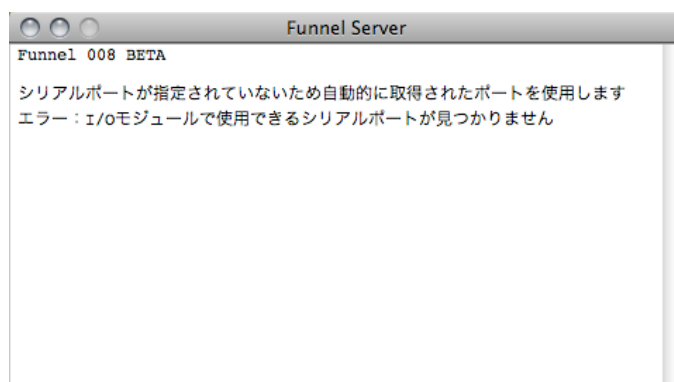 Funnel Server
Funnel 008 BETA
シリアルポートが指定されていないため自動的に取得されたポートを使用します
エラー：I/Oモジュールで使用できるシリアルポートが見つかりません